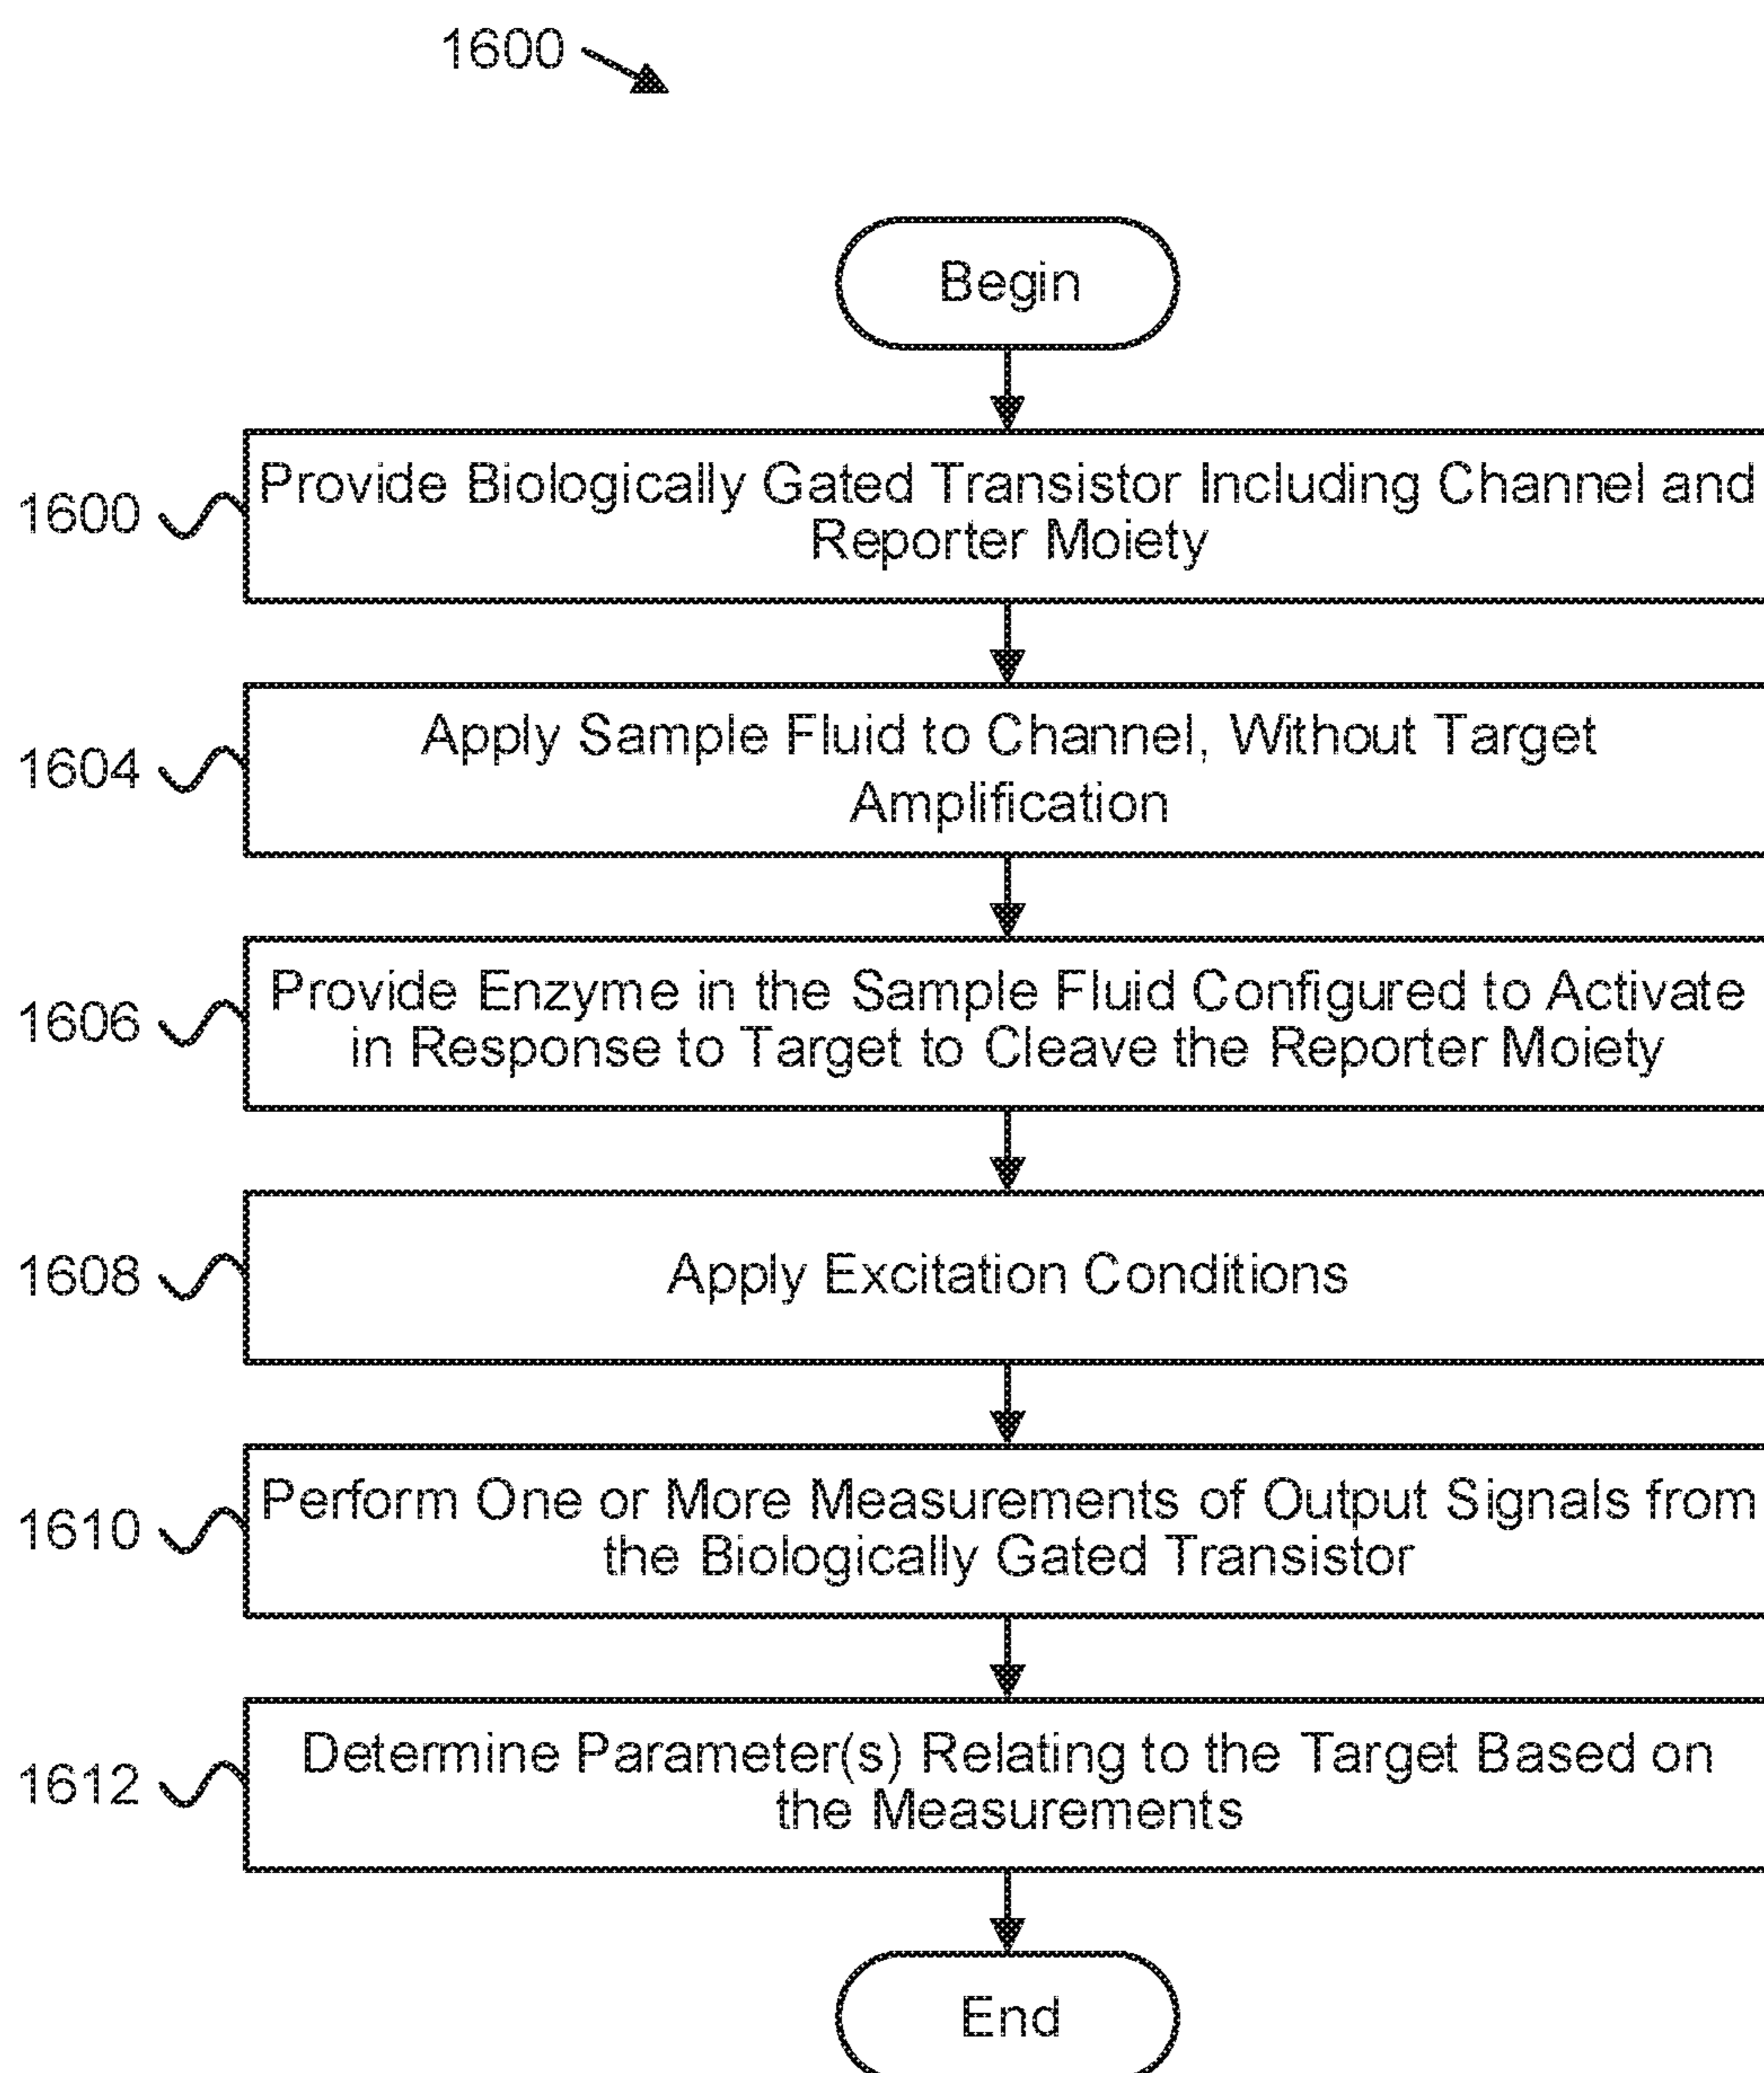 1600
Begin
1600
Provide Biologically Gated Transistor Including Channel and
Reporter Moiety
1604
Apply Sample Fluid to Channel, Without Target
Amplification
1606
Provide Enzyme in the Sample Fluid Configured to Activate
in Response to Target to Cleave the Reporter Moiety
1608
Apply Excitation Conditions
1610
Perform One or More Measurements of Output Signals from
the Biologically Gated Transistor
1612
Determine Parameter(s) Relating to the Target Based on
the Measurements
End